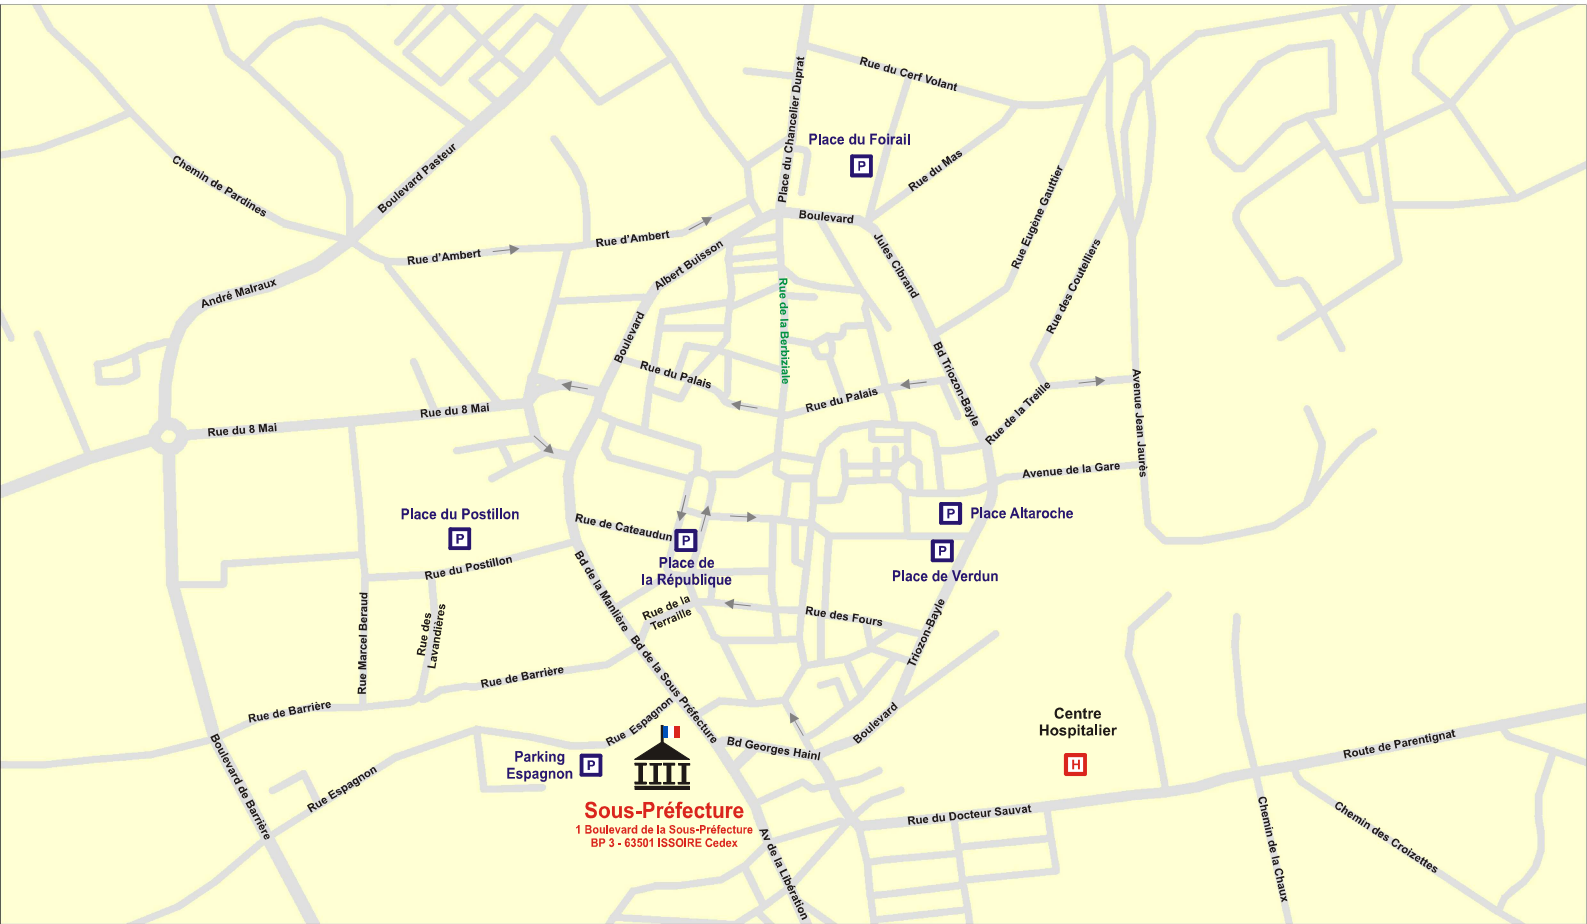 Rue du Cerf Volant
Place du Chancelier Duprat
Place du Foirail
P
Rue du Mas
Chemin de Pardines
Boulevard Pasteur
Rue Eugène Gauttier
Boulevard
Jules Cibrand
Rue d'Ambert
Rue d'Ambert
Albert Buisson
Rue des Coutelliers
André Malraux
Rue de la Berbiziale
Boulevard
Bd Triozon-Bayle
Rue du Palais
Rue du Palais
Rue de la Treille
Avenue Jean Jaurès
Rue du 8 Mai
Rue du 8 Mai
Avenue de la Gare
Place du Postillon
P
Rue de Cateaudun
P
Place de
la République
P
Place Altaroche
P
Place de Verdun
Rue du Postillon
Bd de la Manlière
Rue Marcel Beraud
Rue des
Lavandières
Rue de la
Terraille
Rue des Fours
Triozon-Bayle
Bd de la Sous Préfecture
Rue de Barrière
Rue de Barrière
Rue Espagnon
Boulevard
Bd Georges Hainl
Centre
Hospitalier
H
Route de Parentignat
Boulevard de Barrière
Parking
Espagnon
P
Rue Espagnon
Sous-Préfecture
1 Boulevard de la Sous-Préfecture
BP 3 - 63501 ISSOIRE Cedex
Rue du Docteur Sauvat
Av de la Libération
Chemin de la Chaux
Chemin des Croizettes